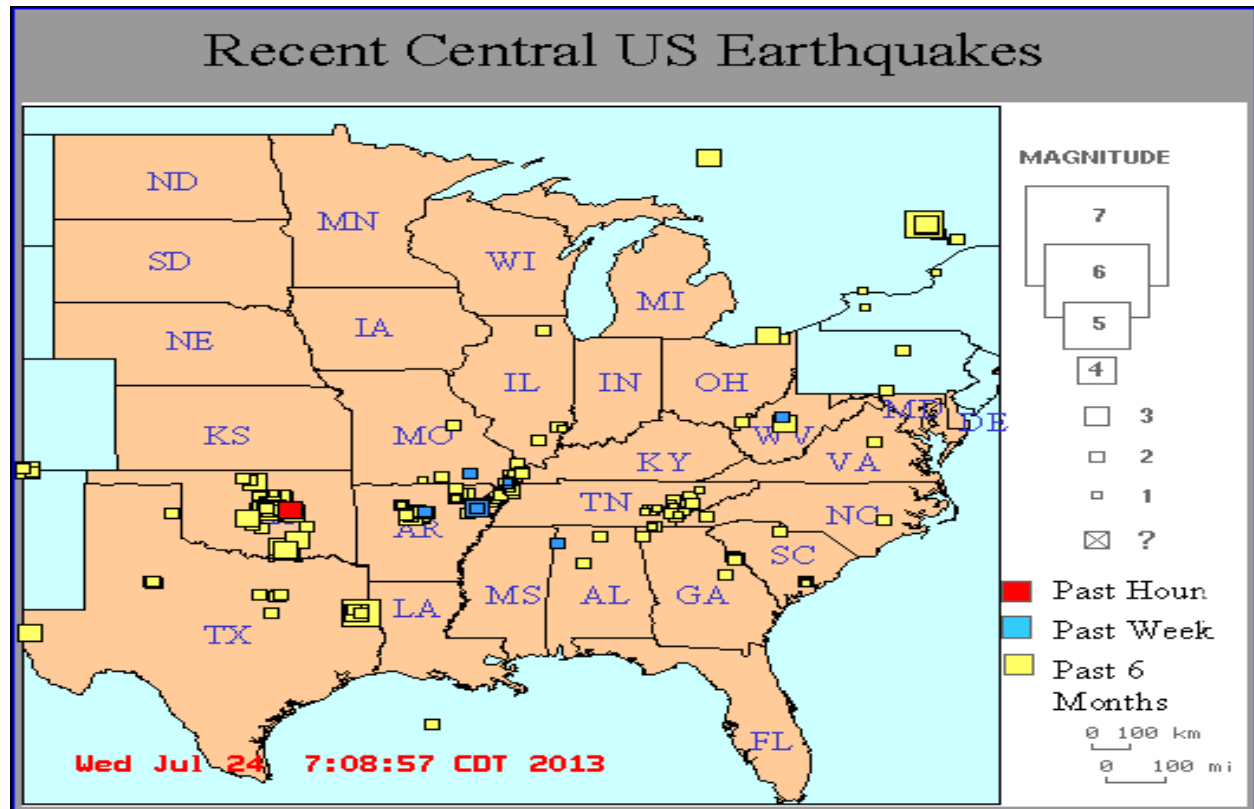 Recent Central US Earthquakes
ND
MN
SD
WI
MI
NE
IA
IL
IN
OH
KS
MO
WV
MD
DE
KY
VA
TN
NC
AR
SC
MS
AL
GA
LA
TX
FL
Wed Jul 24 7:08:57 CDT 2013
MAGNITUDE
7
6
5
4
3
2
1
?
Past Hour
Past Week
Past 6
Months
0 100 km
0 100 mi